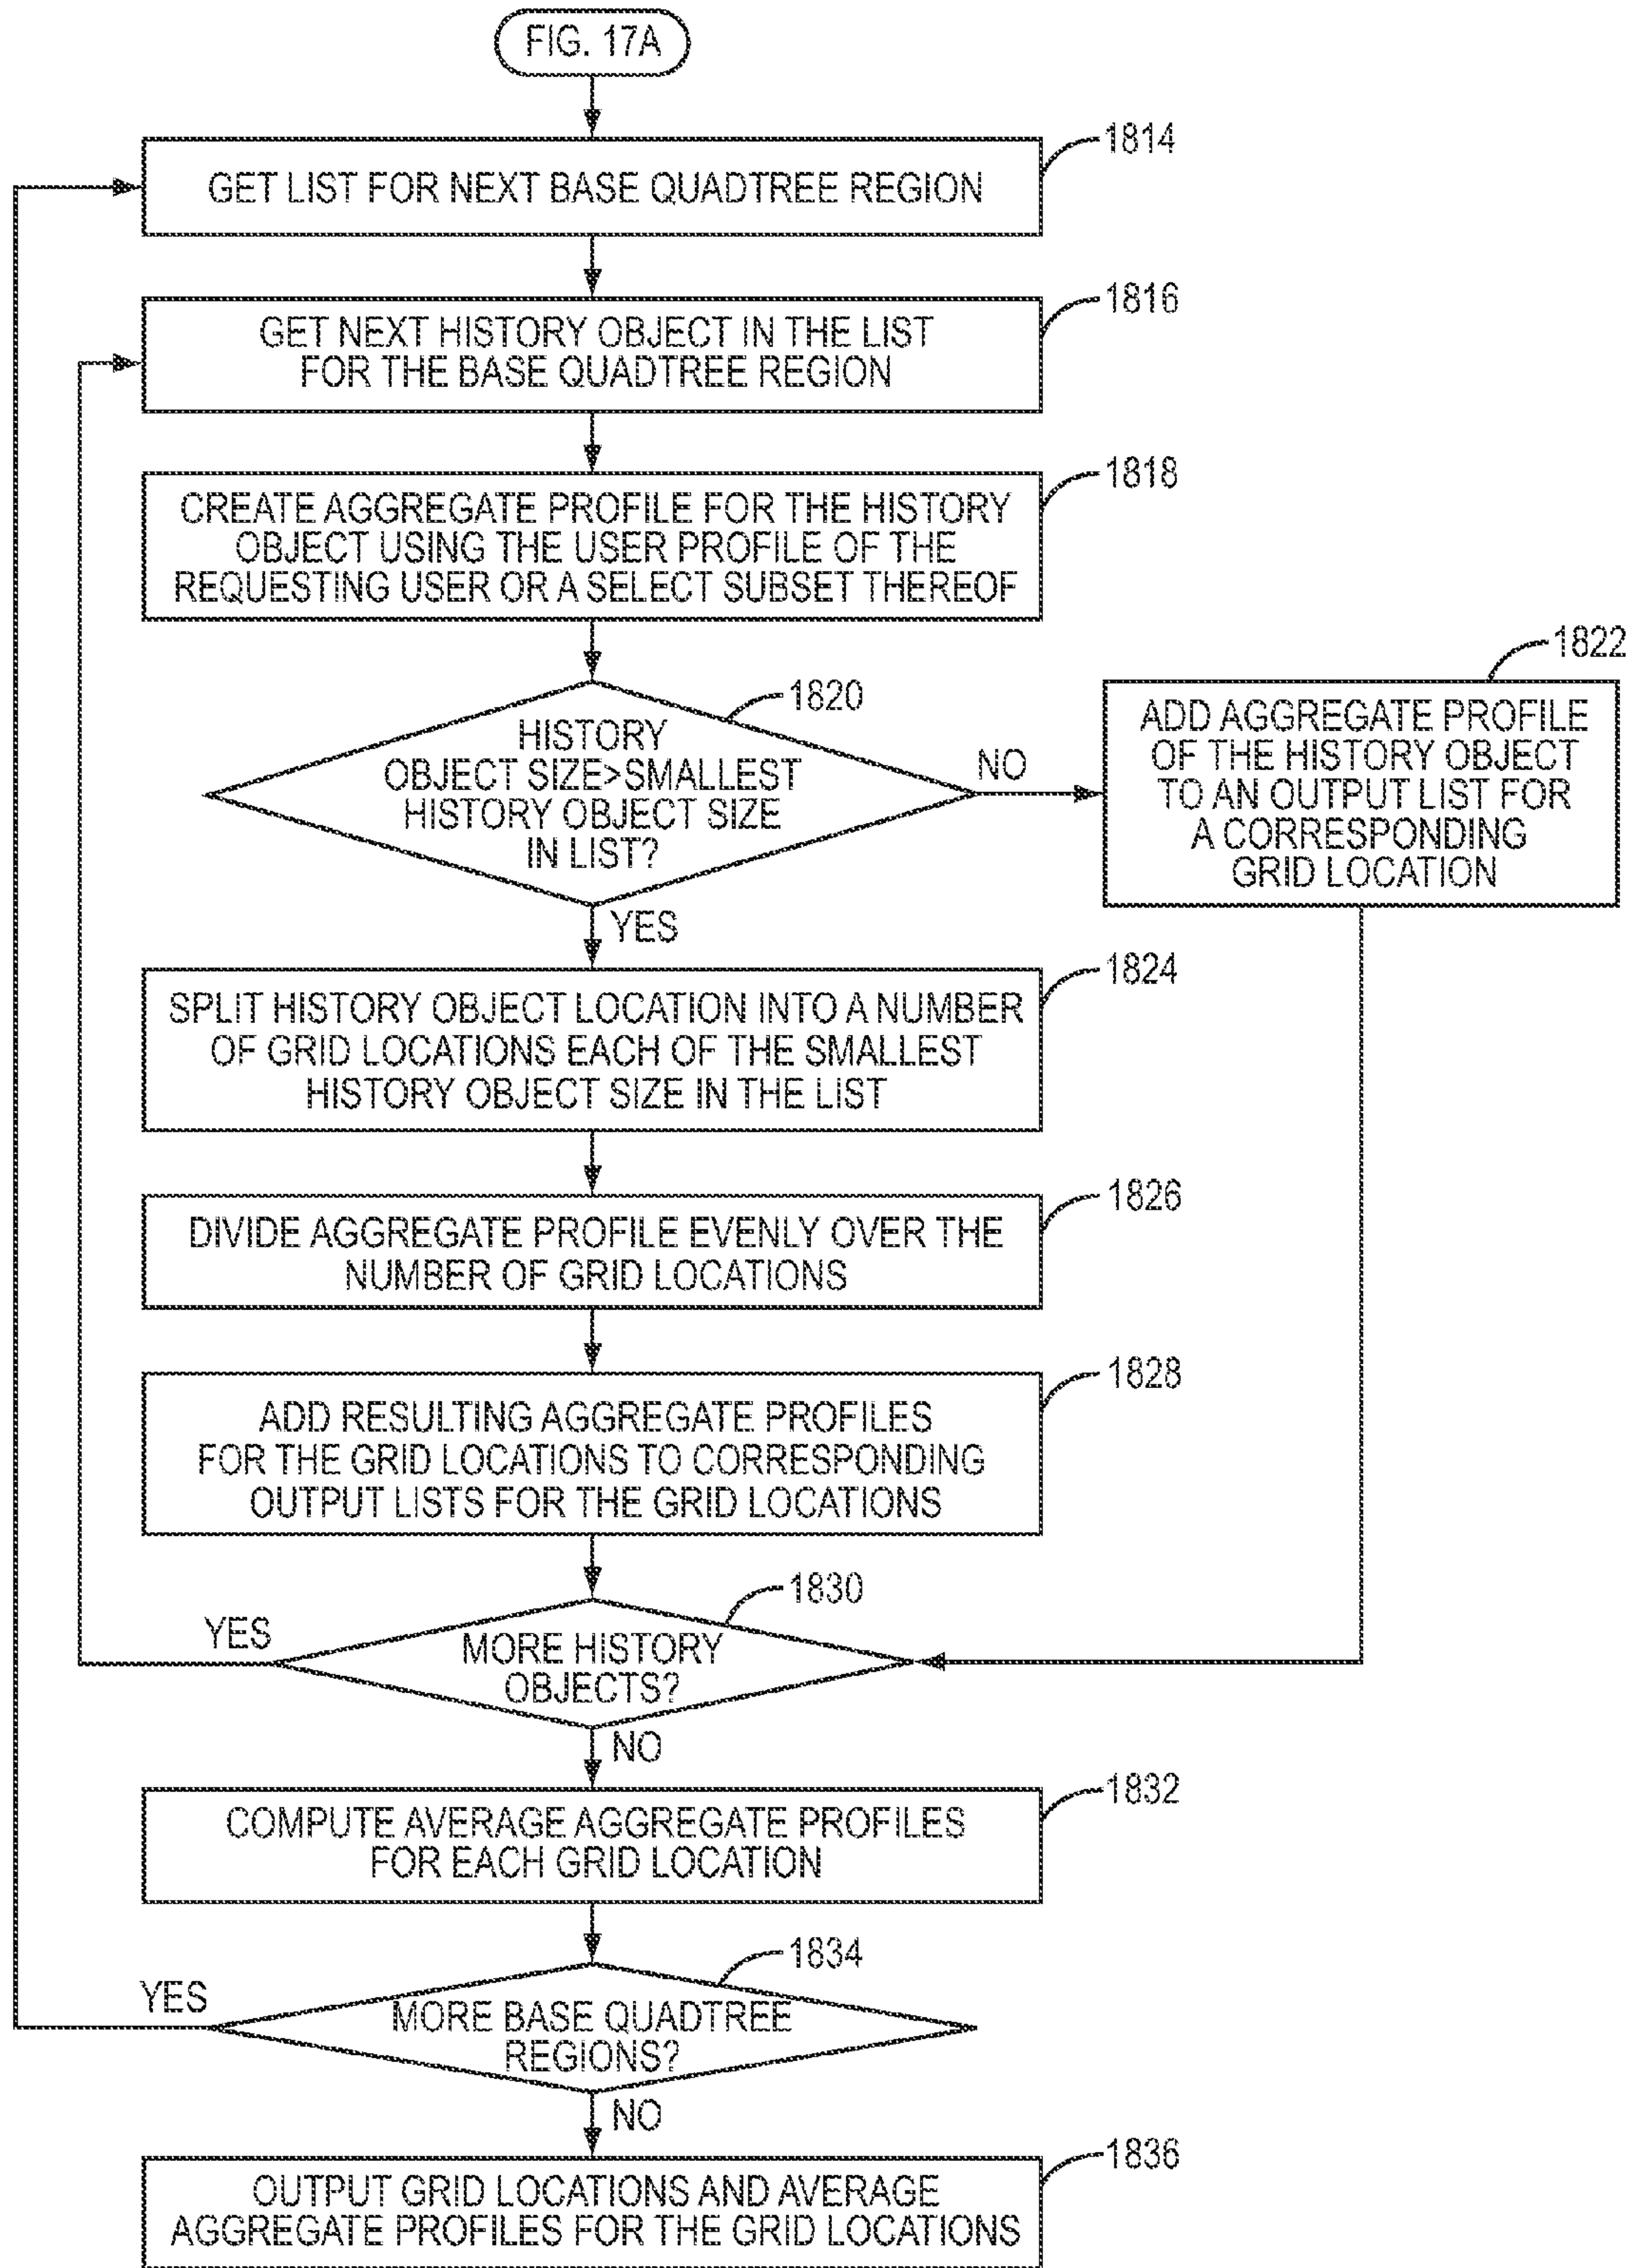 FIG. 17A
1814
GET LIST FOR NEXT BASE QUADTREE REGION
1816
GET NEXT HISTORY OBJECT IN THE LIST
FOR THE BASE QUADTREE REGION
1818
CREATE AGGREGATE PROFILE FOR THE HISTORY
OBJECT USING THE USER PROFILE OF THE
REQUESTING USER OR A SELECT SUBSET THEREOF
1820
HISTORY
OBJECT SIZE>SMALLEST
HISTORY OBJECT SIZE
IN LIST?
NO
1822
ADD AGGREGATE PROFILE
OF THE HISTORY OBJECT
TO AN OUTPUT LIST FOR
A CORRESPONDING
GRID LOCATION
YES
1824
SPLIT HISTORY OBJECT LOCATION INTO A NUMBER
OF GRID LOCATIONS EACH OF THE SMALLEST
HISTORY OBJECT SIZE IN THE LIST
1826
DIVIDE AGGREGATE PROFILE EVENLY OVER THE
NUMBER OF GRID LOCATIONS
1828
ADD RESULTING AGGREGATE PROFILES
FOR THE GRID LOCATIONS TO CORRESPONDING
OUTPUT LISTS FOR THE GRID LOCATIONS
1830
YES
MORE HISTORY
OBJECTS?
NO
1832
COMPUTE AVERAGE AGGREGATE PROFILES
FOR EACH GRID LOCATION
1834
YES
MORE BASE QUADTREE
REGIONS?
NO
1836
OUTPUT GRID LOCATIONS AND AVERAGE
AGGREGATE PROFILES FOR THE GRID LOCATIONS